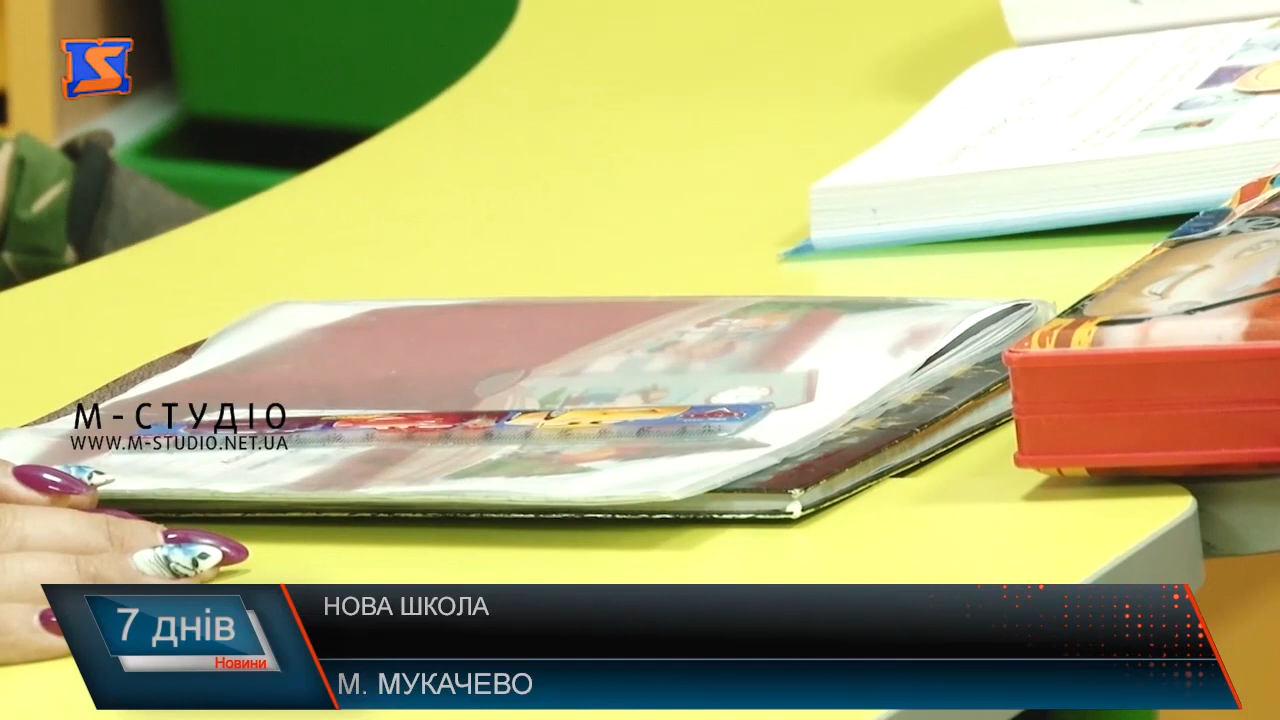 М-СТУДІО
WWW.M-STUDIO.NET.UA
7 днів
Новини
НОВА ШКОЛА
М. МУКАЧЕВО